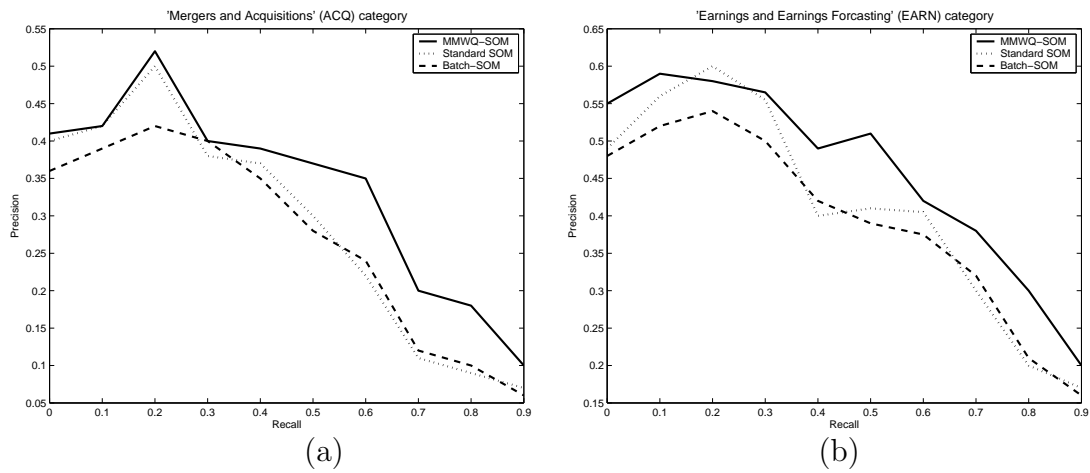 'Mergers and Acquisitions' (ACQ) category
0.55
0.5
0.45
0.4
0.35
0.3
0.25
0.2
0.15
0.1
0.05
Precision
MMWQ-SOM
Standard SOM
Batch-SOM
0 0.1 0.2 0.3 0.4 0.5 0.6 0.7 0.8 0.9
Recall
(a)
'Earnings and Earnings Forcasting' (EARN) category
0.65
0.6
0.55
0.5
0.45
0.4
0.35
0.3
0.25
0.2
0.15
Precision
MMWQ-SOM
Standard SOM
Batch-SOM
0 0.1 0.2 0.3 0.4 0.5 0.6 0.7 0.8 0.9
Recall
(b)